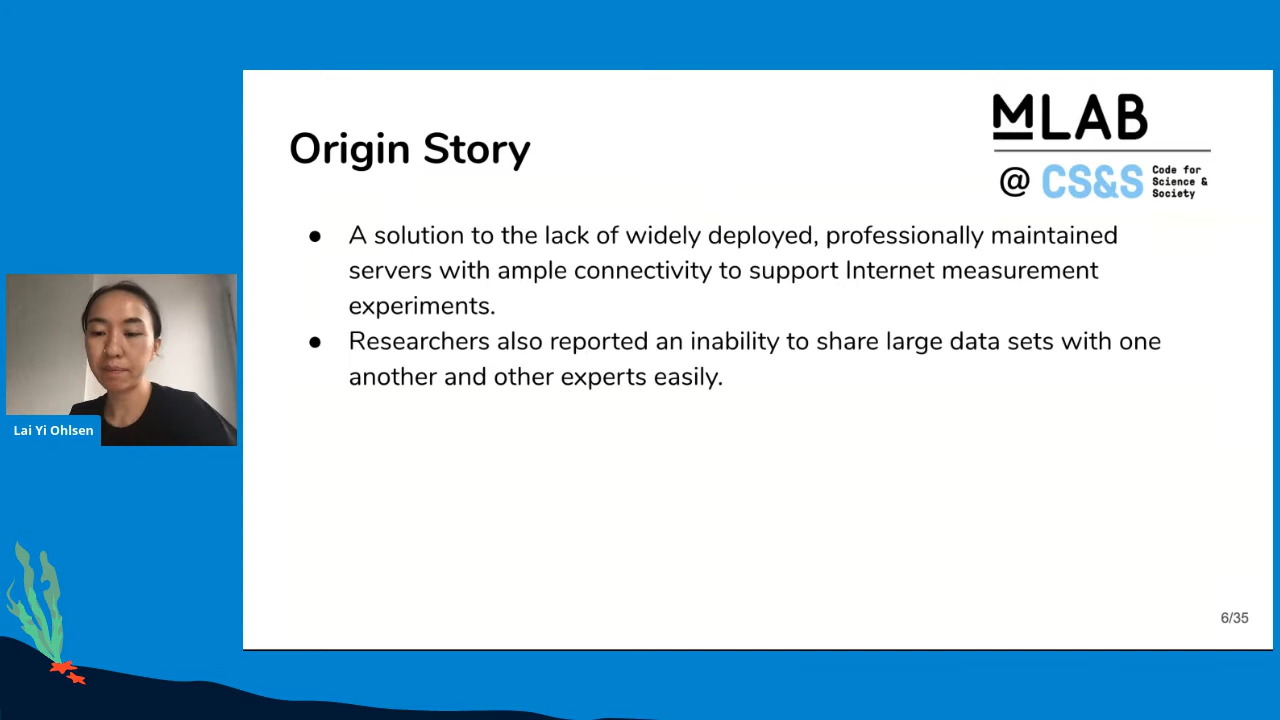 MLAB
@ CS&S Code for
Science &
Society
Origin Story
● A solution to the lack of widely deployed, professionally maintained
servers with ample connectivity to support Internet measurement
experiments.
● Researchers also reported an inability to share large data sets with one
another and other experts easily.
Lai Yi Ohlsen
6/35